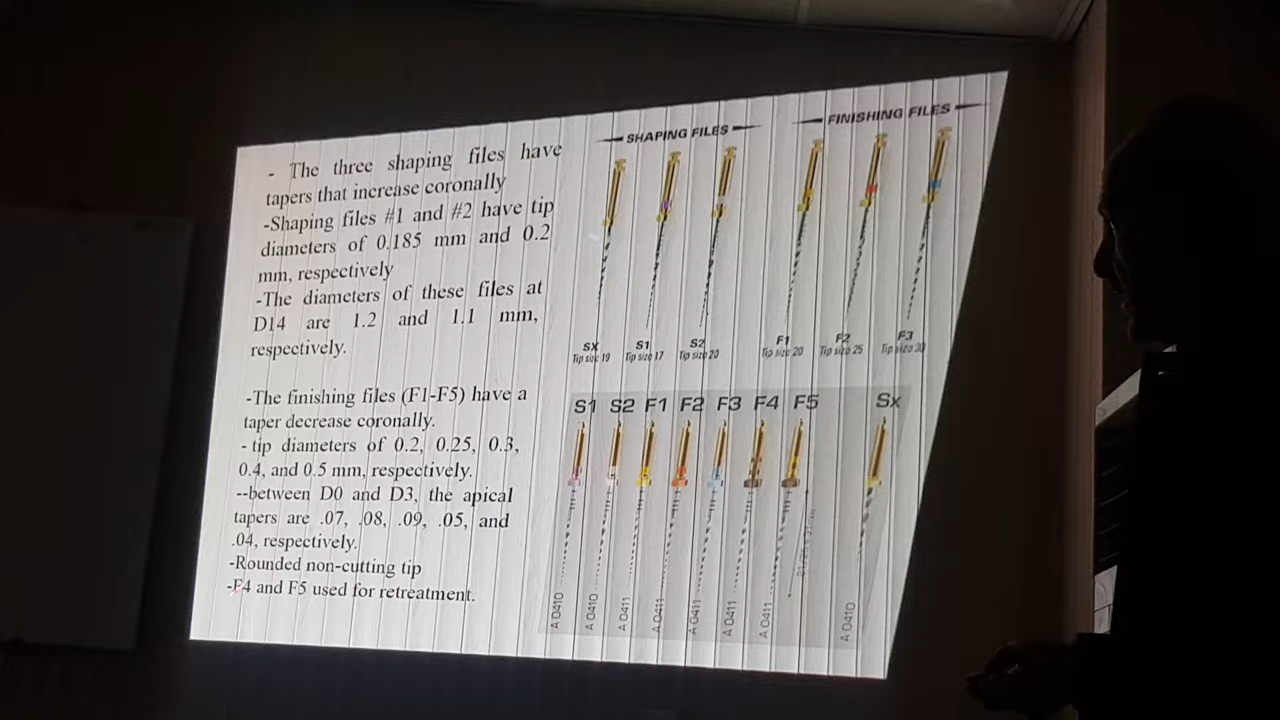 - The three shaping files have
tapers that increase coronally
-Shaping files #1 and #2 have tip
diameters of 0.185 mm and 0.2
mm, respectively
-The diameters of these files at
D14 are 1.2 and 1.1 mm,
respectively.
-The finishing files (F1-F5) have a
taper decrease coronally.
- tip diameters of 0.2, 0.25, 0.3,
0.4, and 0.5 mm, respectively.
--between D0 and D3, the apical
tapers are .07, .08, .09, .05, and
.04, respectively.
-Rounded non-cutting tip
-F4 and F5 used for retreatment.
SHAPING FILES
FINISHING FILES
SX
Tip size 19
S1
Tip size 17
S2
Tip size 20
F1
Tip size 20
F2
Tip size 25
F3
Tip size 30
S1 S2 F1 F2 F3 F4 F5 Sx
A 0410
A 0410
A 0411
A 0411
A 0411
A 0411
A 0411
A 0410